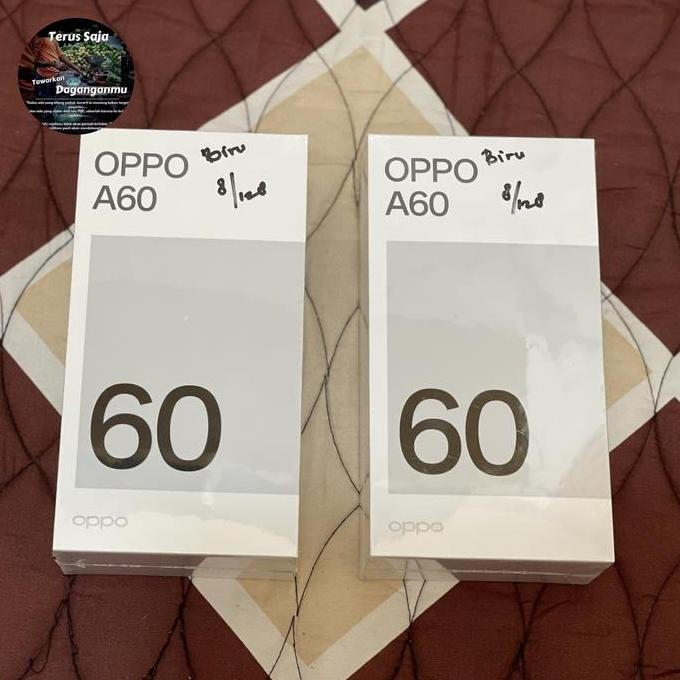 Terus Saja
Tawarkan
Daganganmu
OPPO
A60
Biru
8/128
60
oppo
OPPO
A60
Biru
8/128
60
oppo